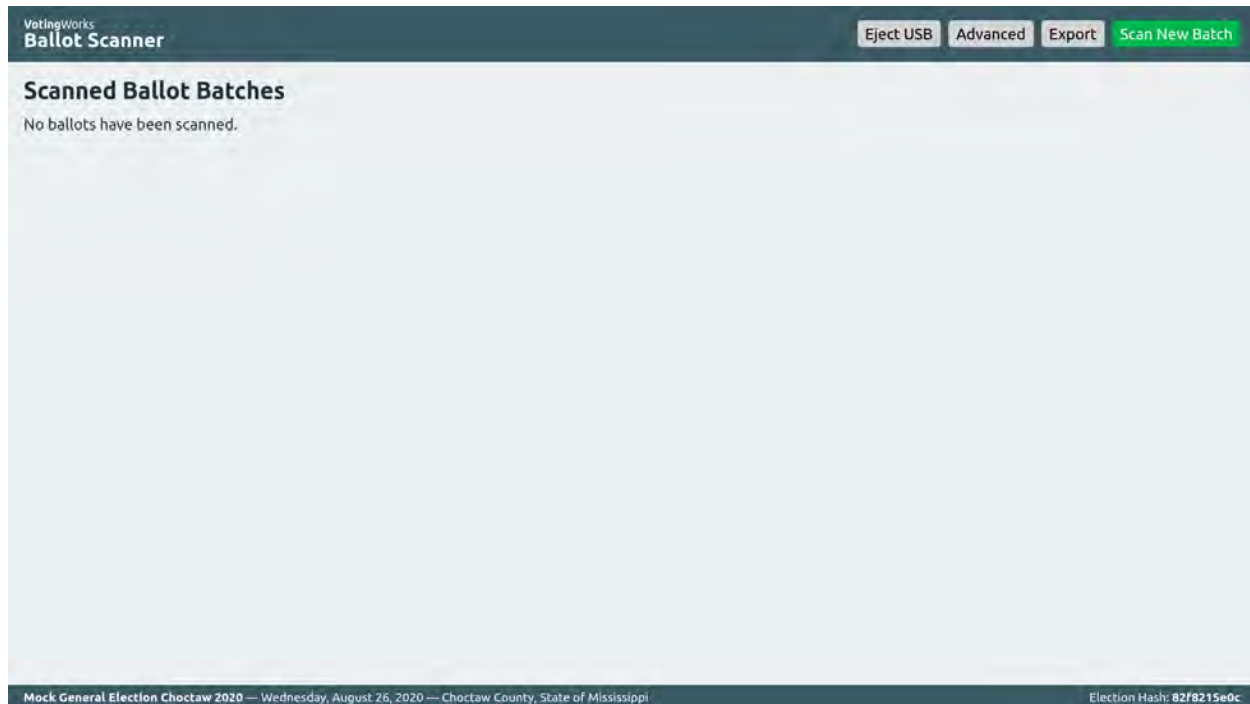 VotingWorks
Ballot Scanner
Eject USB Advanced Export Scan New Batch
Scanned Ballot Batches
No ballots have been scanned.
Mock General Election Choctaw 2020 — Wednesday, August 26, 2020 — Choctaw County, State of Mississippi
Election Hash: 82f8215e0c